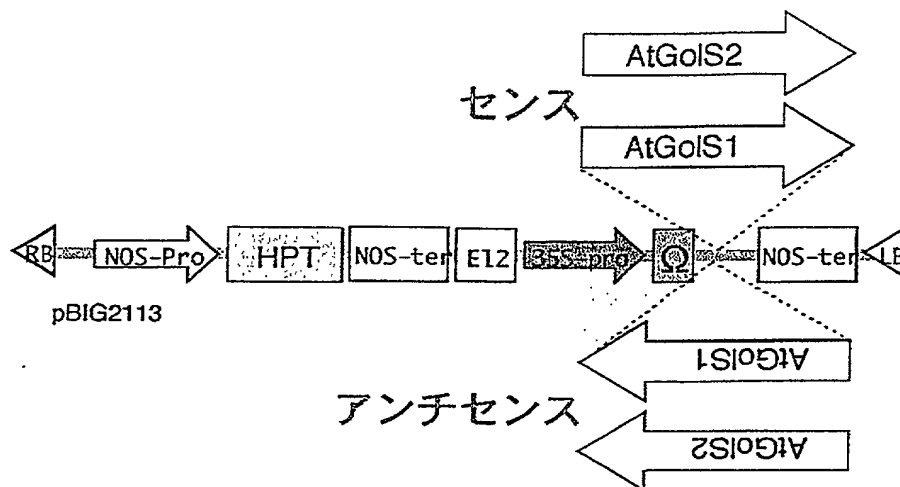 AtGolS2
センス
AtGolS1
RB NOS-Pro HPT NOS-ter E12 35S-pro Ω NOS-ter LB
pBIG2113
AtGolS1
アンチセンス
AtGolS2